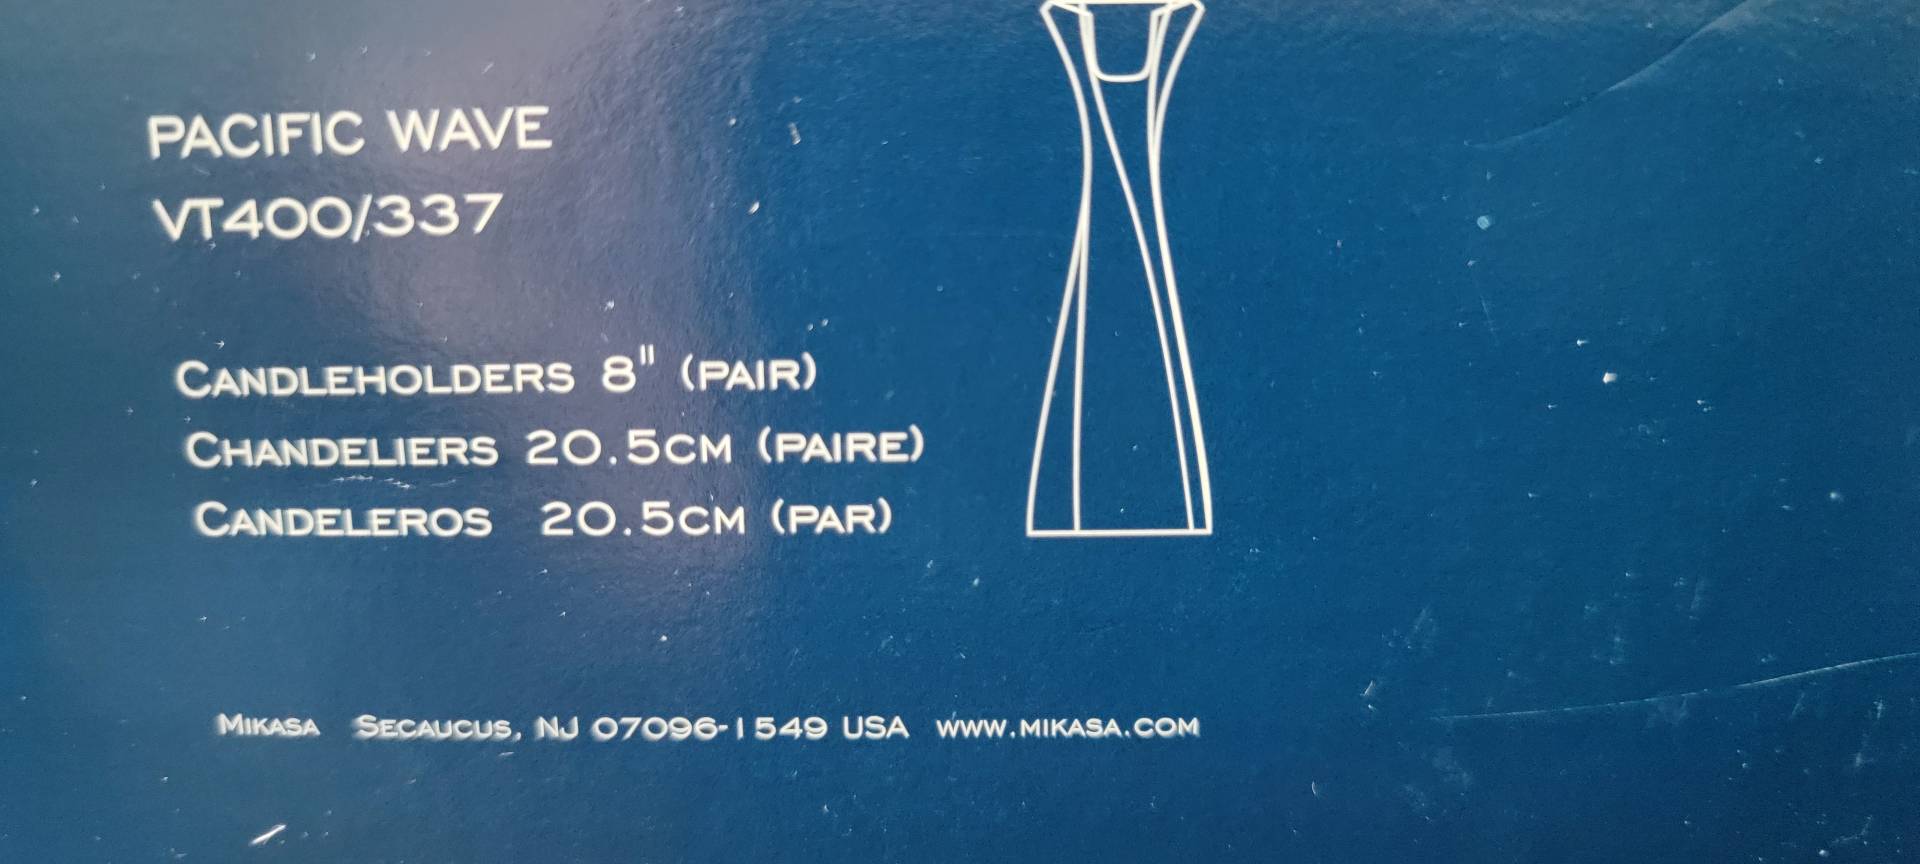 PACIFIC WAVE
VT400/337
CANDLEHOLDERS 8" (PAIR)
CHANDELIERS 20.5CM (PAIRE)
CANDELEROS 20.5CM (PAR)
MIKASA SECAUCUS, NJ 07096-1549 USA WWW.MIKASA.COM